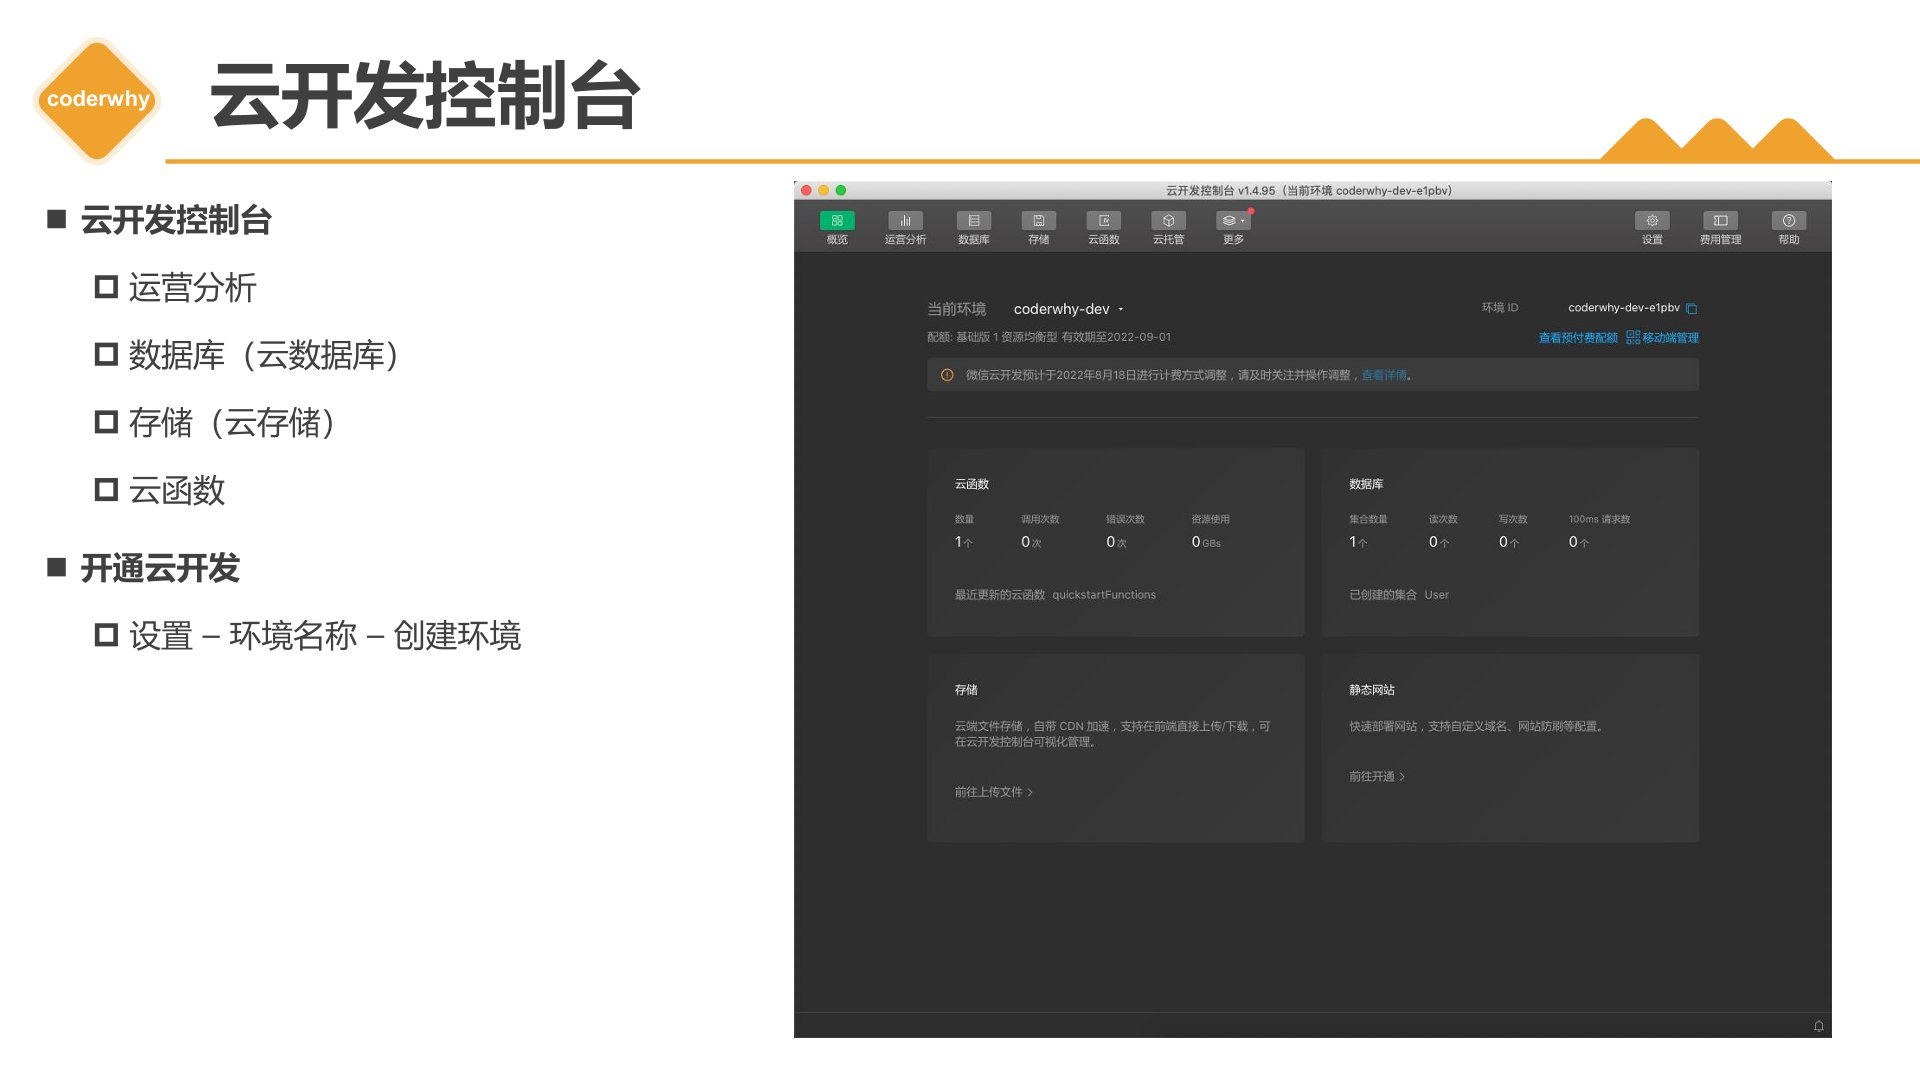 coderwhy
云开发控制台
■ 云开发控制台
运营分析
数据库（云数据库）
存储（云存储）
云函数
■ 开通云开发
设置 – 环境名称 – 创建环境
云开发控制台 v1.4.95（当前环境 coderwhy-dev-e1pbv）
概览 运营分析 数据库 存储 云函数 云托管 更多 设置 费用管理 帮助
当前环境 coderwhy-dev 环境 ID coderwhy-dev-e1pbv
配额: 基础版 1 资源均衡型 有效期至2022-09-01 查看预付费配额 移动端管理
微信云开发预计于2022年8月18日进行计费方式调整，请及时关注并操作调整，查看详情。
云函数
数量 调用次数 错误次数 资源使用
1个 0次 0次 0GBs
最近更新的云函数 quickstartFunctions
数据库
集合数量 读次数 写次数 100ms 请求数
1个 0个 0个 0个
已创建的集合 User
存储
云端文件存储，自带 CDN 加速，支持在前端直接上传/下载，可
在云开发控制台可视化管理。
前往上传文件 >
静态网站
快速部署网站，支持自定义域名、网站防刷等配置。
前往开通 >